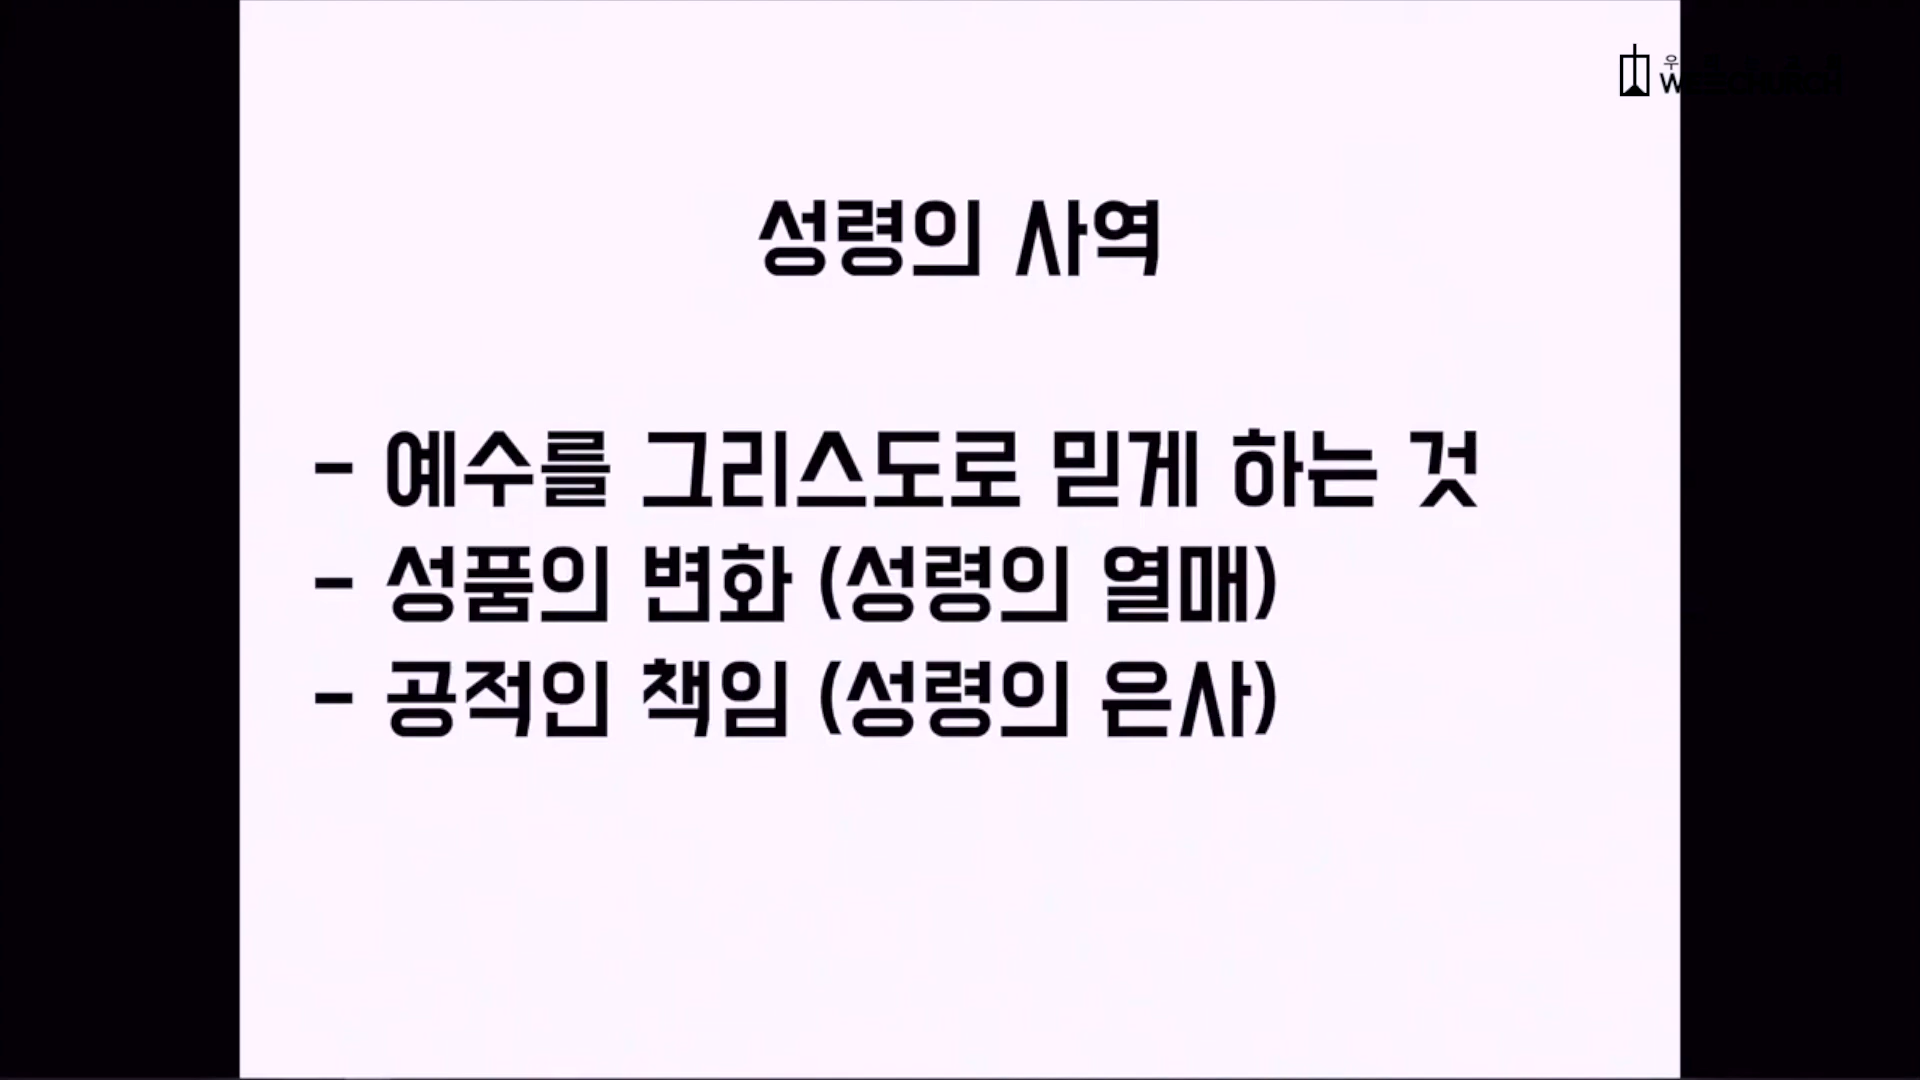 성령의 사역
- 예수를 그리스도로 믿게 하는 것
- 성품의 변화 (성령의 열매)
- 공적인 책임 (성령의 은사)